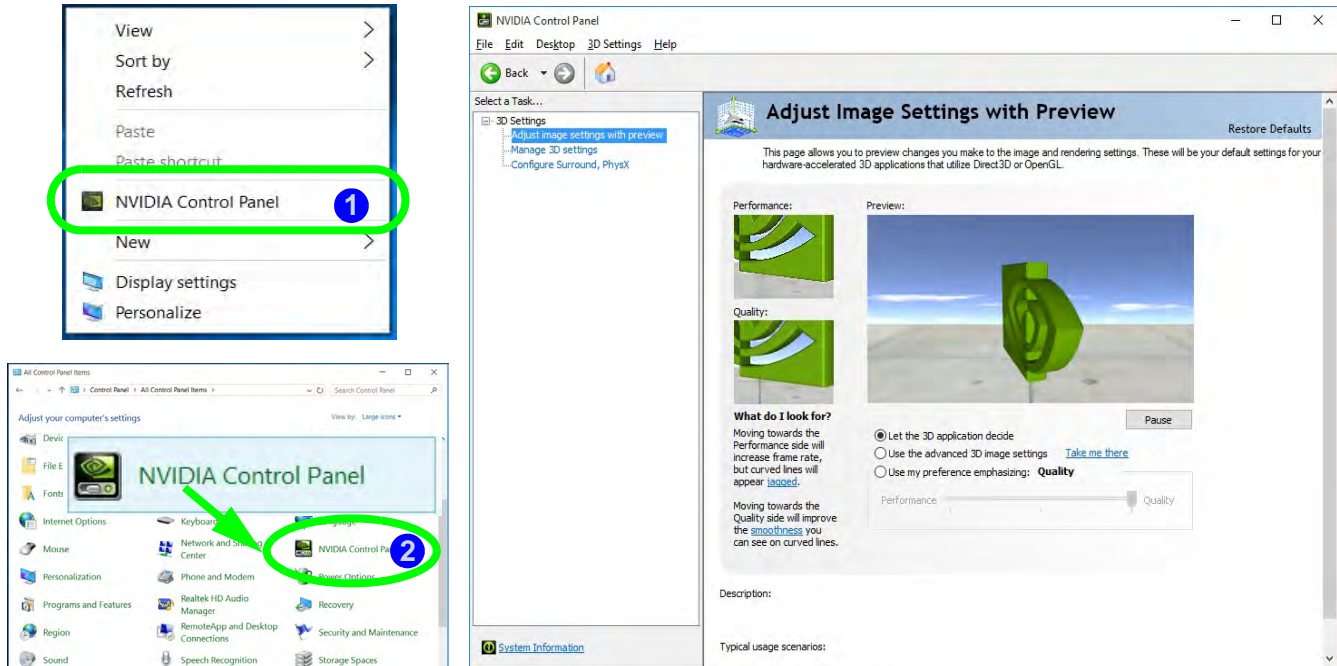 View
Sort by
Refresh
Paste
Paste shortcut
NVIDIA Control Panel
1
New
Display settings
Personalize
All Control Panel Items
Control Panel > All Control Panel Items >
Search Control Panel
Adjust your computer's settings
View by: Large icons
Devic
File E
NVIDIA Control Panel
Fonts
Internet Options
Keyboard
Language
Mouse
Network and Sharing Center
NVIDIA Control Pa
2
Personalization
Phone and Modem
Power Options
Programs and Features
Realtek HD Audio Manager
Recovery
Region
RemoteApp and Desktop Connections
Security and Maintenance
Sound
Speech Recognition
Storage Spaces
NVIDIA Control Panel
File Edit Desktop 3D Settings Help
Back
Select a Task...
3D Settings
Adjust image settings with preview
Manage 3D settings
Configure Surround, PhysX
System Information
Adjust Image Settings with Preview
Restore Defaults
This page allows you to preview changes you make to the image and rendering settings. These will be your default settings for your
hardware-accelerated 3D applications that utilize Direct3D or OpenGL.
Performance:
Preview:
Quality:
What do I look for?
Moving towards the
Performance side will
increase frame rate,
but curved lines will
appear jagged.
Moving towards the
Quality side will improve
the smoothness you
can see on curved lines.
Pause
Let the 3D application decide
Use the advanced 3D image settings Take me there
Use my preference emphasizing: Quality
Performance
Quality
Description:
Typical usage scenarios: